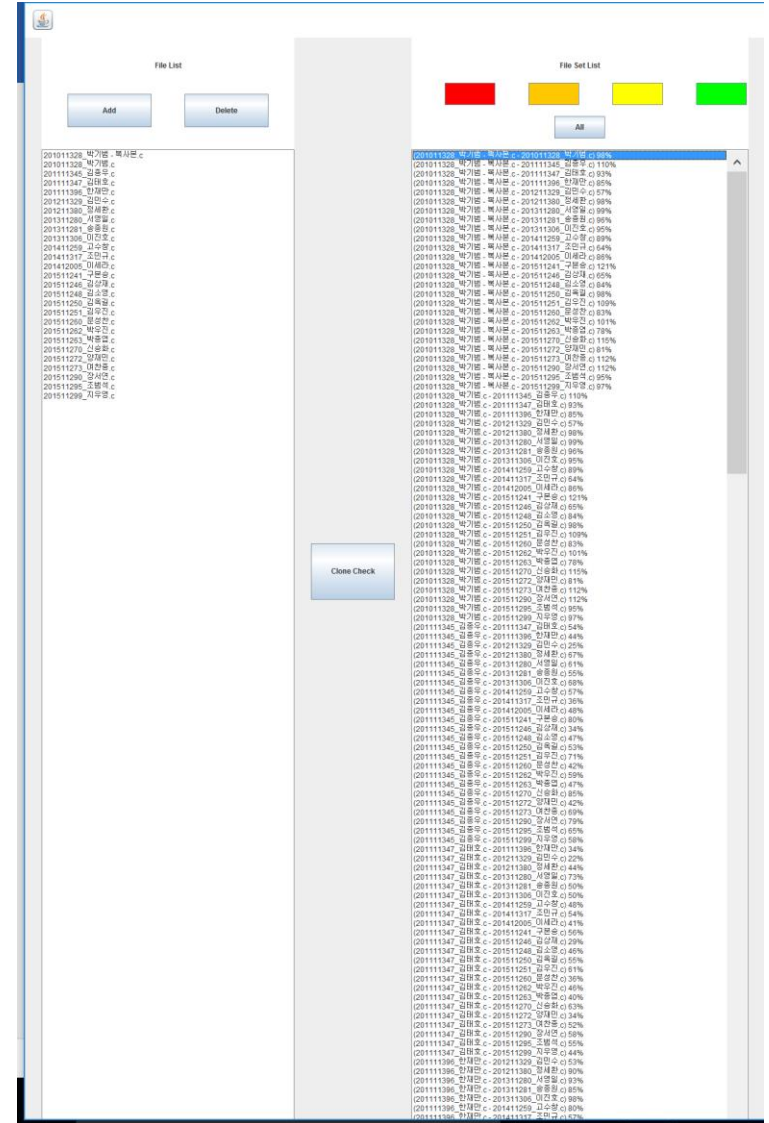 File List
Add
Delete
201011328_박기범 - 복사본.c
201011328_박기범.c
201111345_김종우.c
201111347_김태호.c
201111396_한재만.c
201211329_김민수.c
201211380_정세환.c
201311280_서영일.c
201311281_송종원.c
201311306_이진호.c
201411259_고수창.c
201411317_조민규.c
201412005_이세라.c
201511241_구본승.c
201511246_김상재.c
201511248_김소영.c
201511250_김옥길.c
201511251_김우진.c
201511260_문성찬.c
201511262_박우진.c
201511263_박종엽.c
201511270_신승화.c
201511272_양재민.c
201511273_여찬종.c
201511290_장서연.c
201511295_조범석.c
201511299_지우영.c
Clone Check
File Set List
All
(201011328_박기범 - 복사본.c - 201011328_박기범.c) 98%
(201011328_박기범 - 복사본.c - 201111345_김종우.c) 110%
(201011328_박기범 - 복사본.c - 201111347_김태호.c) 93%
(201011328_박기범 - 복사본.c - 201111396_한재만.c) 85%
(201011328_박기범 - 복사본.c - 201211329_김민수.c) 57%
(201011328_박기범 - 복사본.c - 201211380_정세환.c) 98%
(201011328_박기범 - 복사본.c - 201311280_서영일.c) 99%
(201011328_박기범 - 복사본.c - 201311281_송종원.c) 96%
(201011328_박기범 - 복사본.c - 201311306_이진호.c) 95%
(201011328_박기범 - 복사본.c - 201411259_고수창.c) 89%
(201011328_박기범 - 복사본.c - 201411317_조민규.c) 64%
(201011328_박기범 - 복사본.c - 201412005_이세라.c) 86%
(201011328_박기범 - 복사본.c - 201511241_구본승.c) 121%
(201011328_박기범 - 복사본.c - 201511246_김상재.c) 65%
(201011328_박기범 - 복사본.c - 201511248_김소영.c) 84%
(201011328_박기범 - 복사본.c - 201511250_김옥길.c) 98%
(201011328_박기범 - 복사본.c - 201511251_김우진.c) 109%
(201011328_박기범 - 복사본.c - 201511260_문성찬.c) 83%
(201011328_박기범 - 복사본.c - 201511262_박우진.c) 101%
(201011328_박기범 - 복사본.c - 201511263_박종엽.c) 78%
(201011328_박기범 - 복사본.c - 201511270_신승화.c) 115%
(201011328_박기범 - 복사본.c - 201511272_양재민.c) 81%
(201011328_박기범 - 복사본.c - 201511273_여찬종.c) 112%
(201011328_박기범 - 복사본.c - 201511290_장서연.c) 112%
(201011328_박기범 - 복사본.c - 201511295_조범석.c) 95%
(201011328_박기범 - 복사본.c - 201511299_지우영.c) 97%
(201011328_박기범.c - 201111345_김종우.c) 110%
(201011328_박기범.c - 201111347_김태호.c) 93%
(201011328_박기범.c - 201111396_한재만.c) 85%
(201011328_박기범.c - 201211329_김민수.c) 57%
(201011328_박기범.c - 201211380_정세환.c) 98%
(201011328_박기범.c - 201311280_서영일.c) 99%
(201011328_박기범.c - 201311281_송종원.c) 96%
(201011328_박기범.c - 201311306_이진호.c) 95%
(201011328_박기범.c - 201411259_고수창.c) 89%
(201011328_박기범.c - 201411317_조민규.c) 64%
(201011328_박기범.c - 201412005_이세라.c) 86%
(201011328_박기범.c - 201511241_구본승.c) 121%
(201011328_박기범.c - 201511246_김상재.c) 65%
(201011328_박기범.c - 201511248_김소영.c) 84%
(201011328_박기범.c - 201511250_김옥길.c) 98%
(201011328_박기범.c - 201511251_김우진.c) 109%
(201011328_박기범.c - 201511260_문성찬.c) 83%
(201011328_박기범.c - 201511262_박우진.c) 101%
(201011328_박기범.c - 201511263_박종엽.c) 78%
(201011328_박기범.c - 201511270_신승화.c) 115%
(201011328_박기범.c - 201511272_양재민.c) 81%
(201011328_박기범.c - 201511273_여찬종.c) 112%
(201011328_박기범.c - 201511290_장서연.c) 112%
(201011328_박기범.c - 201511295_조범석.c) 95%
(201011328_박기범.c - 201511299_지우영.c) 97%
(201111345_김종우.c - 201111347_김태호.c) 54%
(201111345_김종우.c - 201111396_한재만.c) 44%
(201111345_김종우.c - 201211329_김민수.c) 25%
(201111345_김종우.c - 201211380_정세환.c) 67%
(201111345_김종우.c - 201311280_서영일.c) 61%
(201111345_김종우.c - 201311281_송종원.c) 55%
(201111345_김종우.c - 201311306_이진호.c) 68%
(201111345_김종우.c - 201411259_고수창.c) 57%
(201111345_김종우.c - 201411317_조민규.c) 36%
(201111345_김종우.c - 201412005_이세라.c) 48%
(201111345_김종우.c - 201511241_구본승.c) 80%
(201111345_김종우.c - 201511246_김상재.c) 34%
(201111345_김종우.c - 201511248_김소영.c) 47%
(201111345_김종우.c - 201511250_김옥길.c) 53%
(201111345_김종우.c - 201511251_김우진.c) 71%
(201111345_김종우.c - 201511260_문성찬.c) 42%
(201111345_김종우.c - 201511262_박우진.c) 59%
(201111345_김종우.c - 201511263_박종엽.c) 47%
(201111345_김종우.c - 201511270_신승화.c) 85%
(201111345_김종우.c - 201511272_양재민.c) 42%
(201111345_김종우.c - 201511273_여찬종.c) 69%
(201111345_김종우.c - 201511290_장서연.c) 79%
(201111345_김종우.c - 201511295_조범석.c) 65%
(201111345_김종우.c - 201511299_지우영.c) 58%
(201111347_김태호.c - 201111396_한재만.c) 34%
(201111347_김태호.c - 201211329_김민수.c) 22%
(201111347_김태호.c - 201211380_정세환.c) 44%
(201111347_김태호.c - 201311280_서영일.c) 73%
(201111347_김태호.c - 201311281_송종원.c) 50%
(201111347_김태호.c - 201311306_이진호.c) 50%
(201111347_김태호.c - 201411259_고수창.c) 48%
(201111347_김태호.c - 201411317_조민규.c) 54%
(201111347_김태호.c - 201412005_이세라.c) 41%
(201111347_김태호.c - 201511241_구본승.c) 56%
(201111347_김태호.c - 201511246_김상재.c) 29%
(201111347_김태호.c - 201511248_김소영.c) 46%
(201111347_김태호.c - 201511250_김옥길.c) 55%
(201111347_김태호.c - 201511251_김우진.c) 61%
(201111347_김태호.c - 201511260_문성찬.c) 36%
(201111347_김태호.c - 201511262_박우진.c) 46%
(201111347_김태호.c - 201511263_박종엽.c) 40%
(201111347_김태호.c - 201511270_신승화.c) 63%
(201111347_김태호.c - 201511272_양재민.c) 34%
(201111347_김태호.c - 201511273_여찬종.c) 52%
(201111347_김태호.c - 201511290_장서연.c) 58%
(201111347_김태호.c - 201511295_조범석.c) 55%
(201111347_김태호.c - 201511299_지우영.c) 44%
(201111396_한재만.c - 201211329_김민수.c) 53%
(201111396_한재만.c - 201211380_정세환.c) 90%
(201111396_한재만.c - 201311280_서영일.c) 93%
(201111396_한재만.c - 201311281_송종원.c) 85%
(201111396_한재만.c - 201311306_이진호.c) 98%
(201111396_한재만.c - 201411259_고수창.c) 80%
(201111396_한재만.c - 201411317_조민규.c) 57%